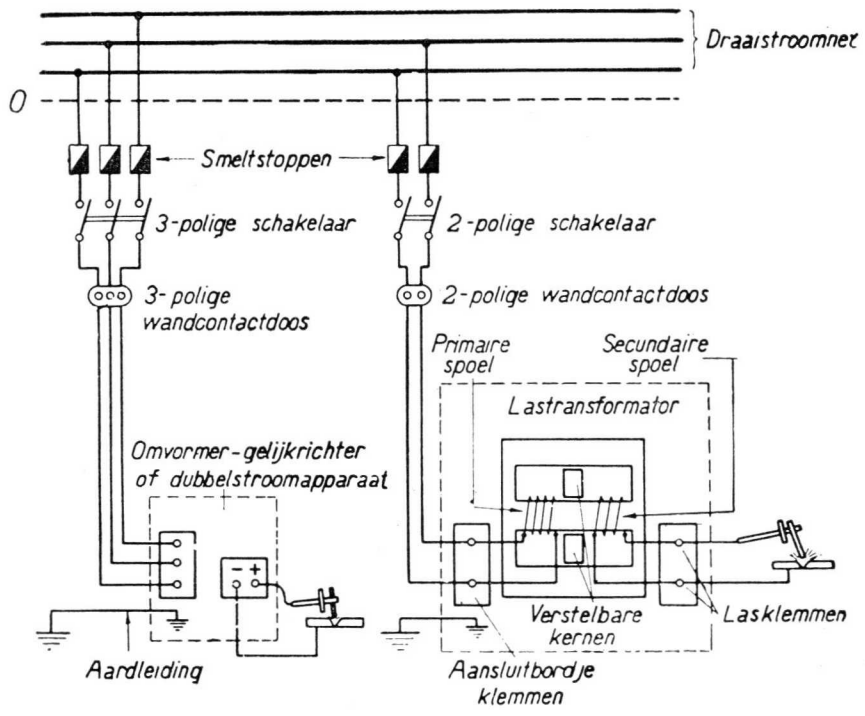 Draaistroomnet
O
Smeltstoppen
3-polige schakelaar
2-polige schakelaar
3-polige
wandcontactdoos
2-polige wandcontactdoos
Primaire
spoel
Secundaire
spoel
Lastransformator
Omvormer-gelijkrichter
of dubbelstroomapparaat
- +
Verstelbare
kernen
Lasklemmen
Aardleiding
Aansluitbordje
klemmen